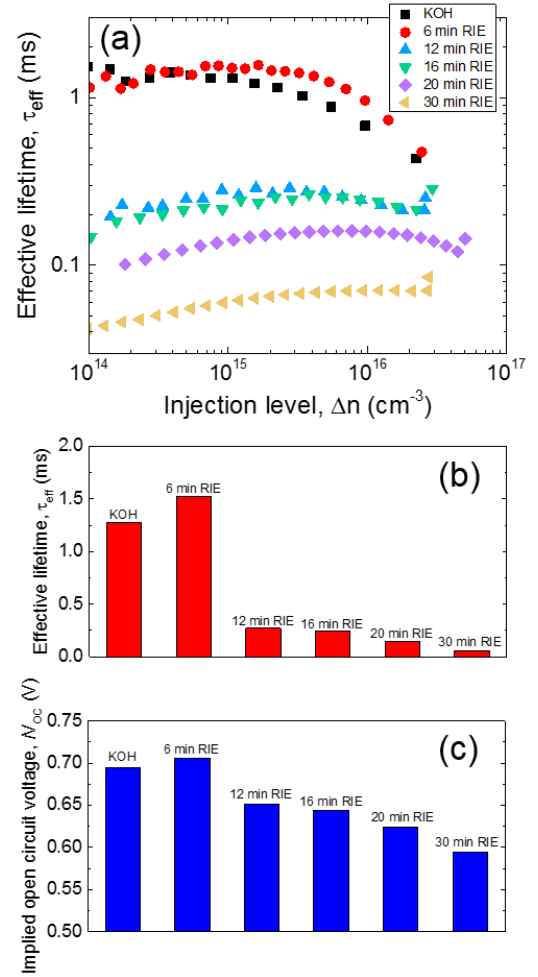 (a)
KOH
6 min RIE
12 min RIE
16 min RIE
20 min RIE
30 min RIE
Effective lifetime, τeff (ms)
1
0.1
10^14
10^15
10^16
10^17
Injection level, Δn (cm^-3)
(b)
Effective lifetime, τeff (ms)
2.0
1.5
1.0
0.5
0.0
KOH
6 min RIE
12 min RIE
16 min RIE
20 min RIE
30 min RIE
(c)
Implied open circuit voltage, iVOC (V)
0.75
0.70
0.65
0.60
0.55
0.50
KOH
6 min RIE
12 min RIE
16 min RIE
20 min RIE
30 min RIE